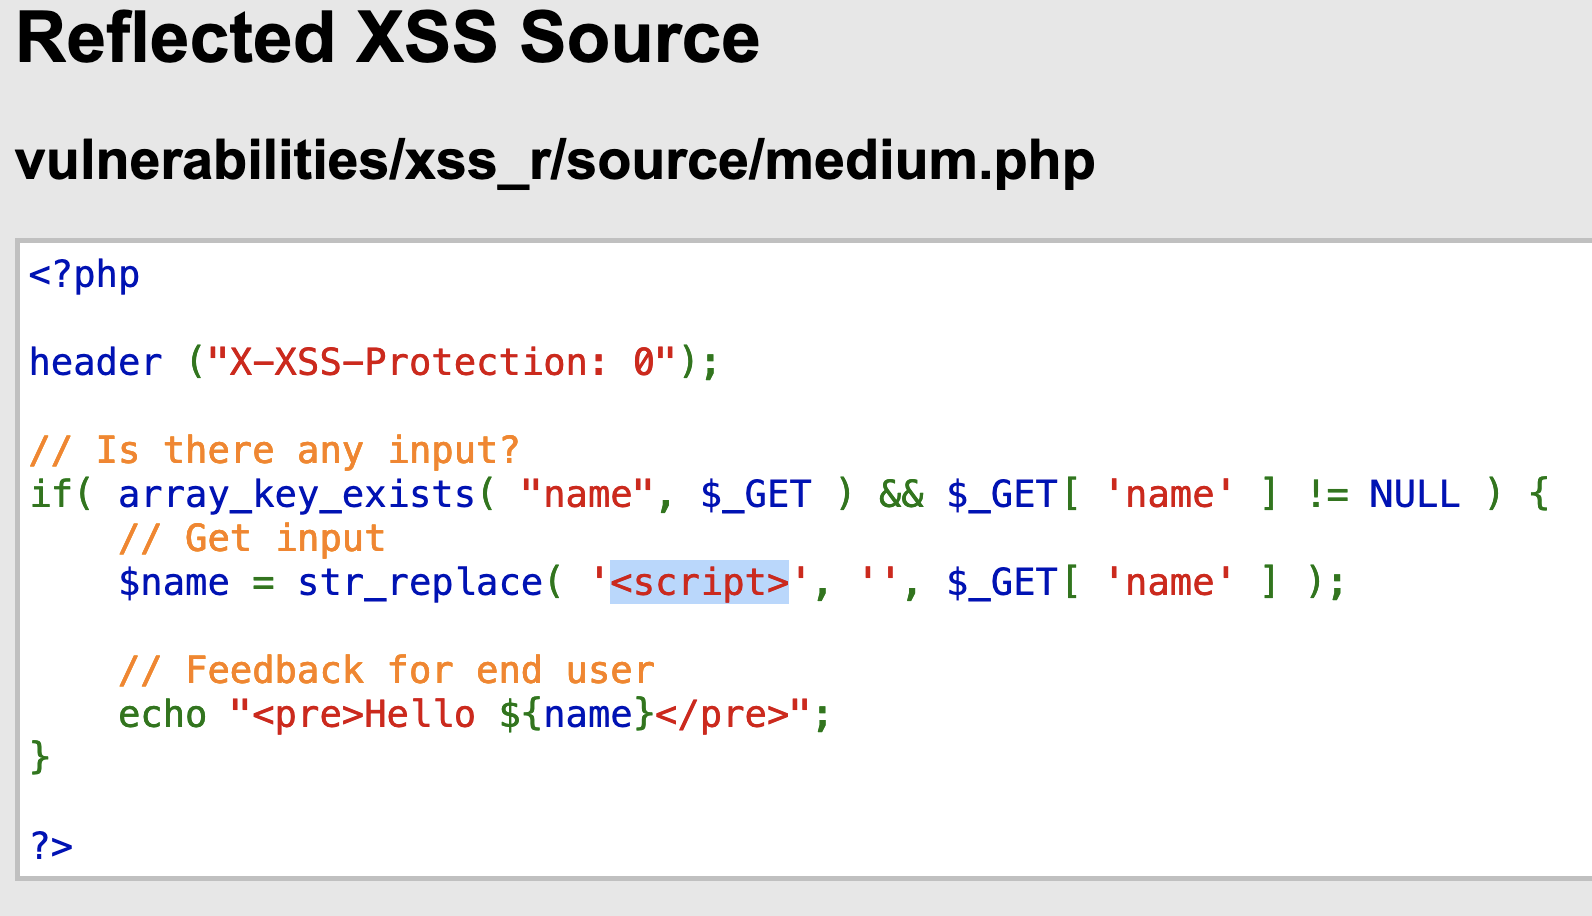 Reflected XSS Source
vulnerabilities/xss_r/source/medium.php
<?php
header ("X-XSS-Protection: 0");
// Is there any input?
if( array_key_exists( "name", $_GET ) && $_GET[ 'name' ] != NULL ) {
    // Get input
    $name = str_replace( '<script>', '', $_GET[ 'name' ] );
    // Feedback for end user
    echo "<pre>Hello ${name}</pre>";
}
?>